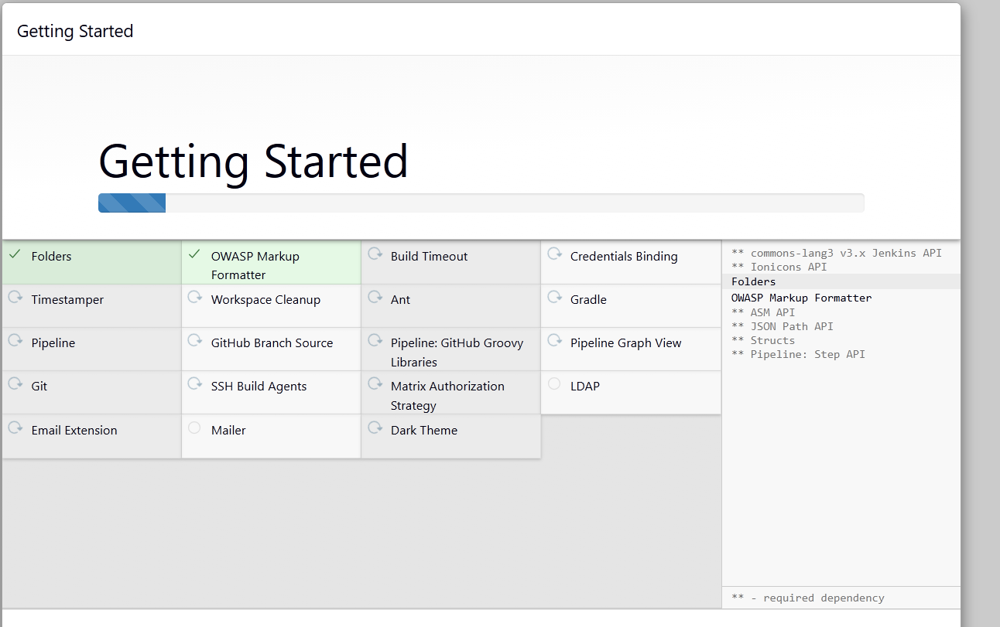 Getting Started
Getting Started
Folders
OWASP Markup
Formatter
Build Timeout
Credentials Binding
Timestamper
Workspace Cleanup
Ant
Gradle
Pipeline
GitHub Branch Source
Pipeline: GitHub Groovy
Libraries
Pipeline Graph View
Git
SSH Build Agents
Matrix Authorization
Strategy
LDAP
Email Extension
Mailer
Dark Theme
** commons-lang3 v3.x Jenkins API
** Ionicons API
Folders
OWASP Markup Formatter
** ASM API
** JSON Path API
** Structs
** Pipeline: Step API
** - required dependency